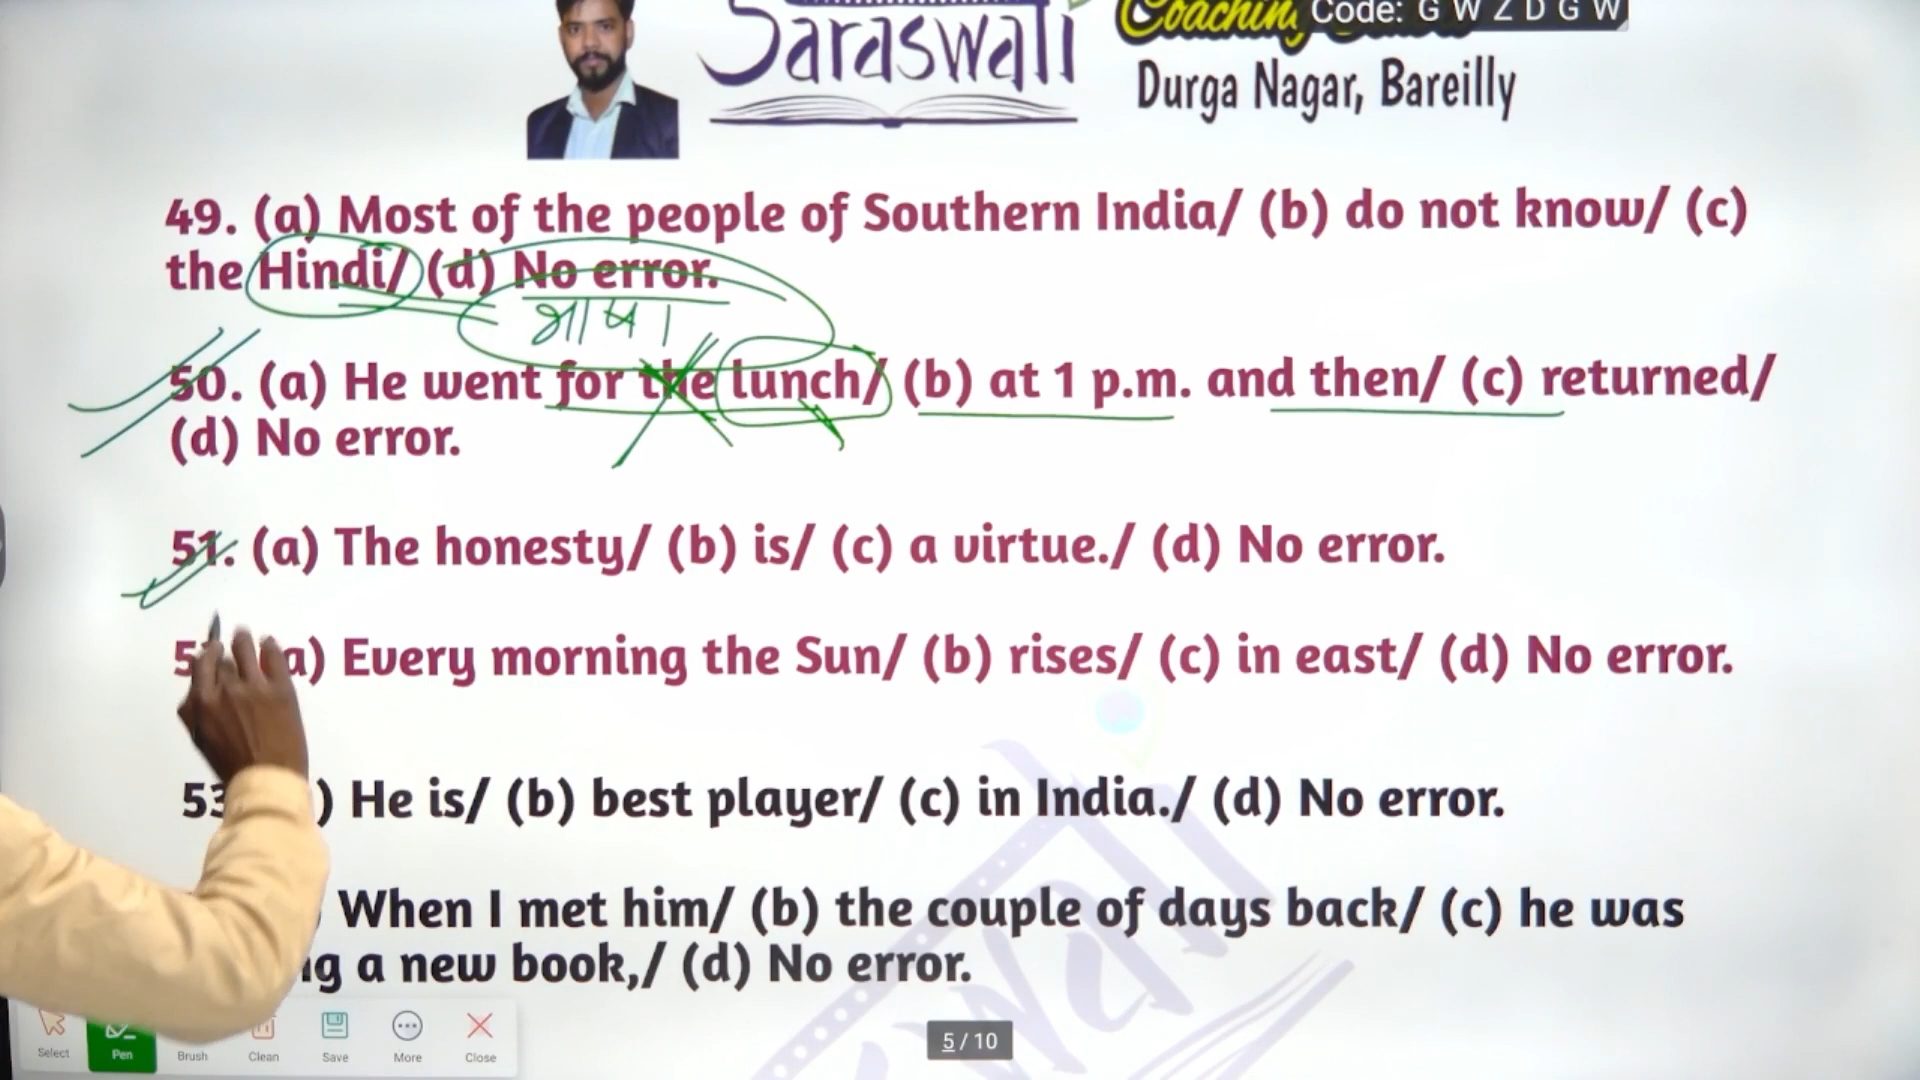 Saraswati
Code: G W Z D G W
Durga Nagar, Bareilly
49. (a) Most of the people of Southern India/ (b) do not know/ (c)
the Hindi/ (d) No error.
भाषा
50. (a) He went for the lunch/ (b) at 1 p.m. and then/ (c) returned/
(d) No error.
51. (a) The honesty/ (b) is/ (c) a virtue./ (d) No error.
a) Every morning the Sun/ (b) rises/ (c) in east/ (d) No error.
53 ) He is/ (b) best player/ (c) in India./ (d) No error.
When I met him/ (b) the couple of days back/ (c) he was
a new book,/ (d) No error.
Select Pen Brush Clean Save More Close
5/10